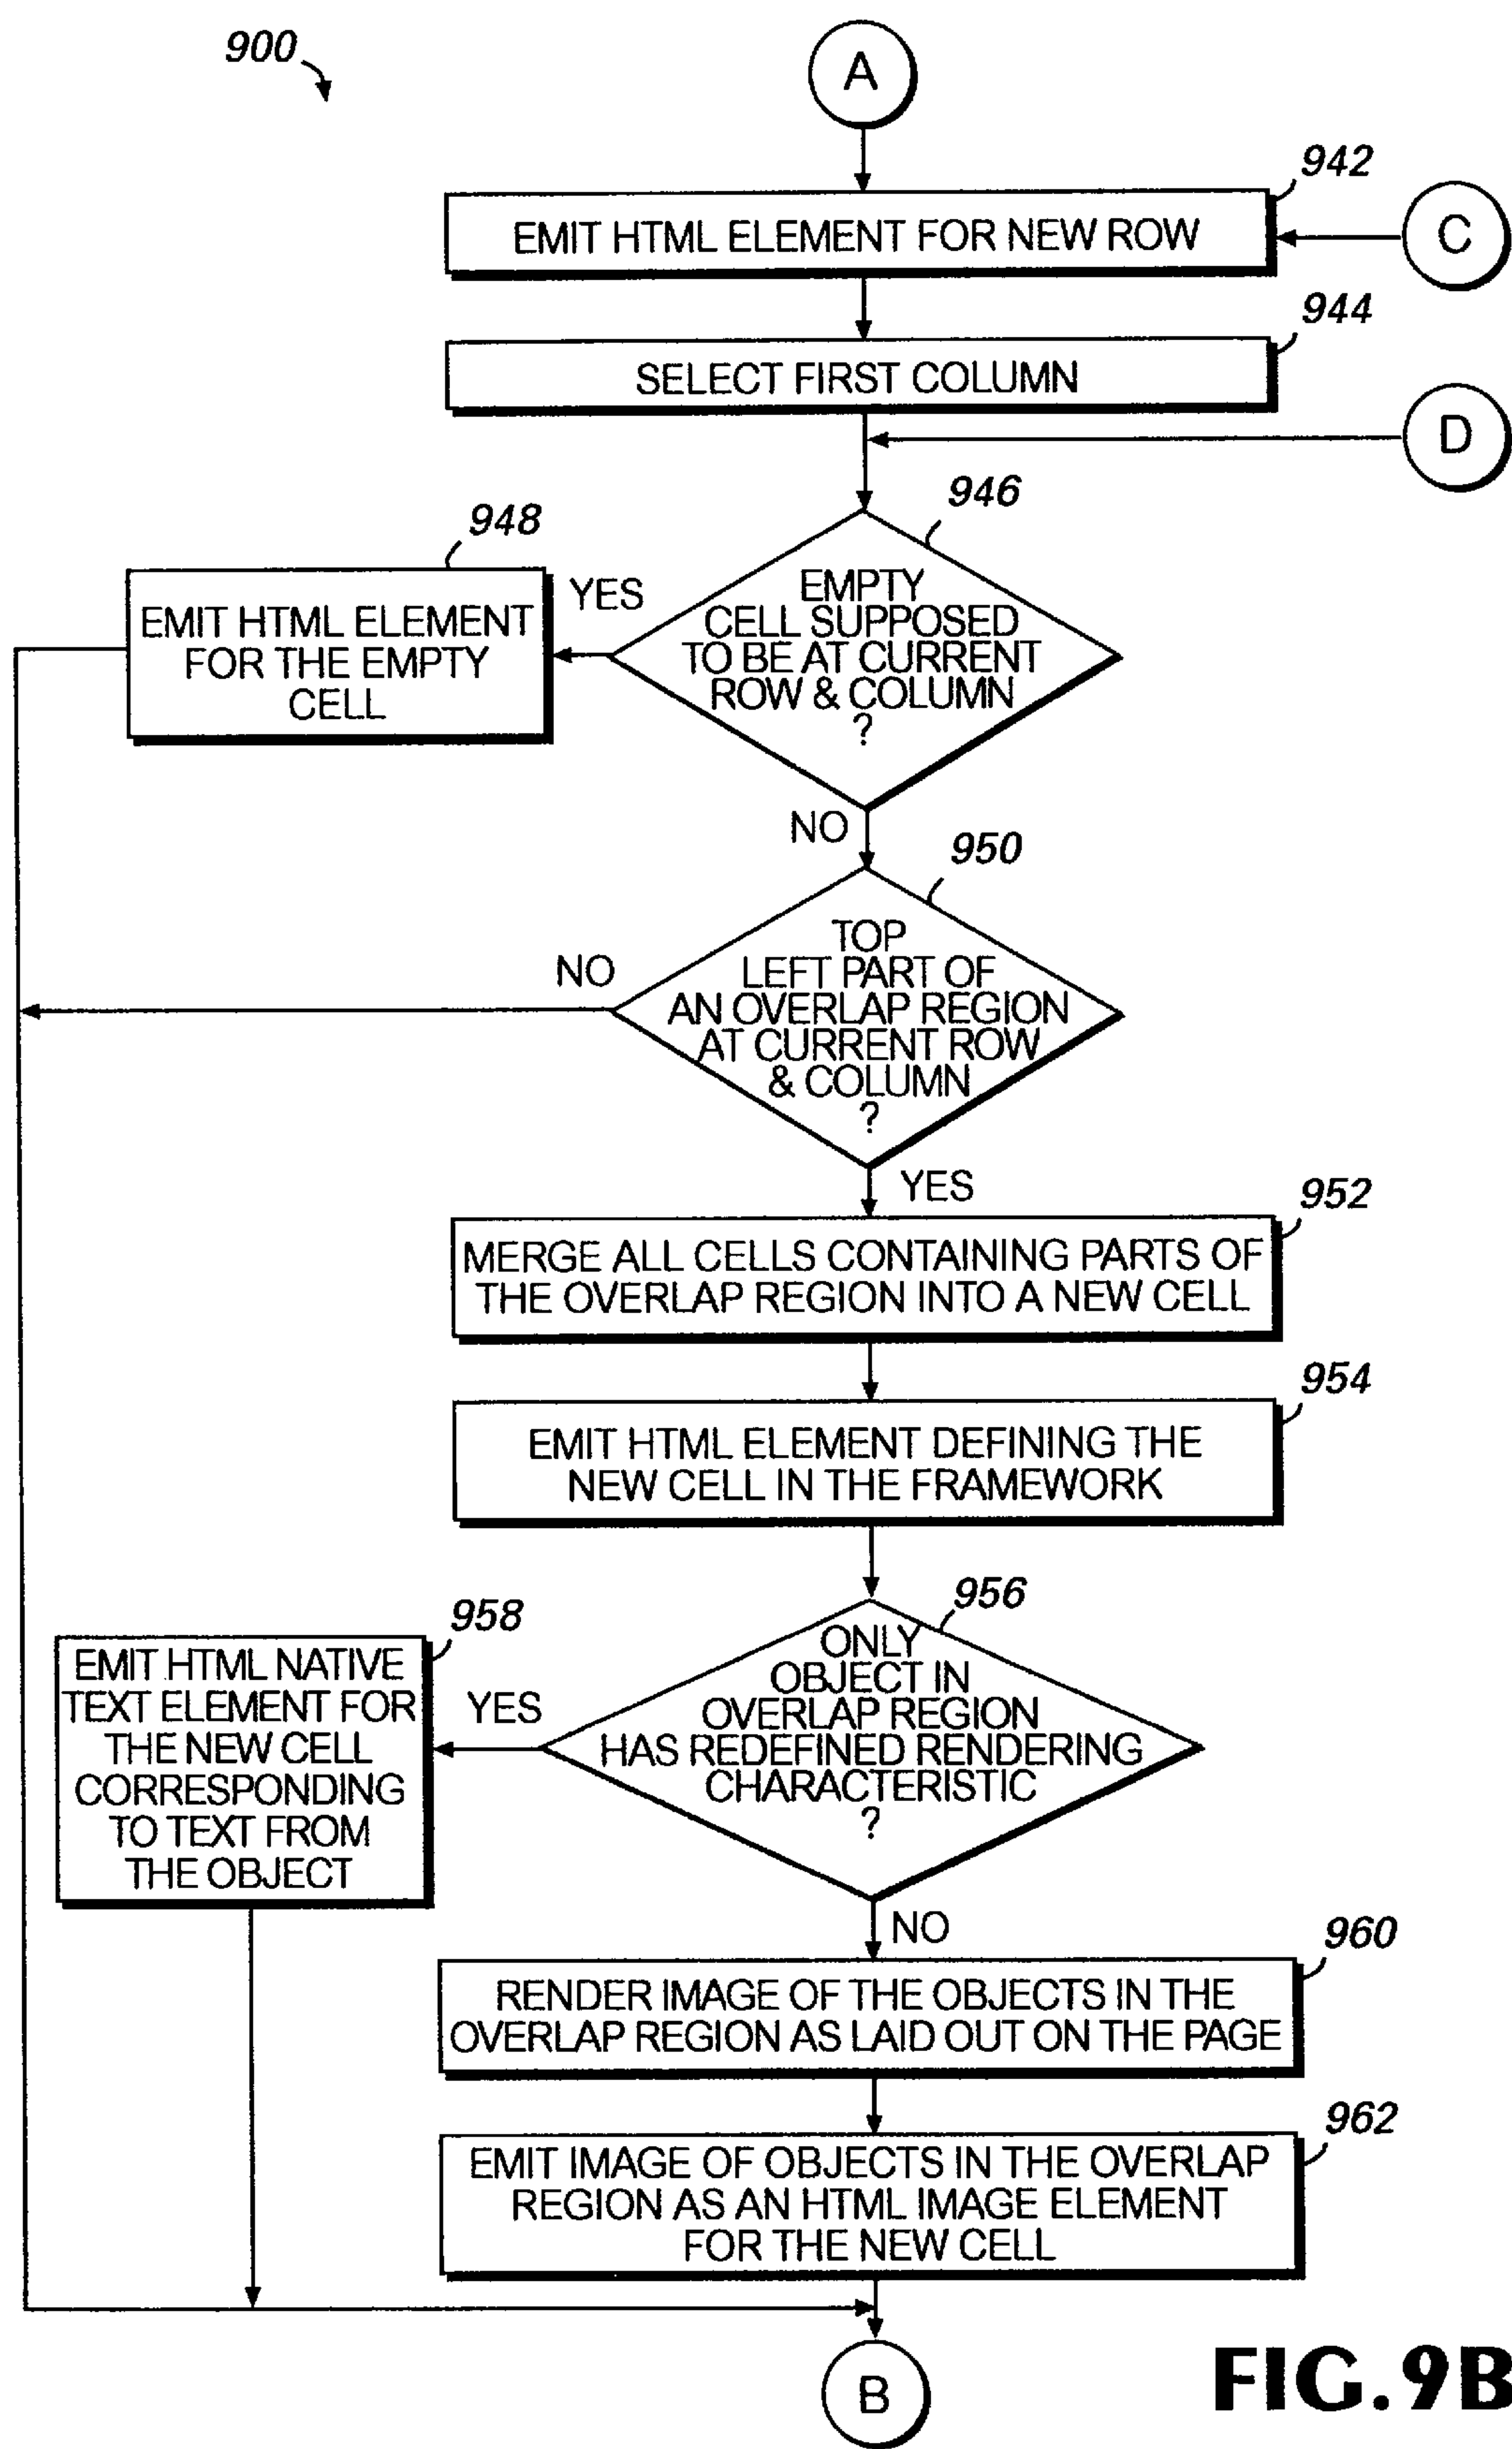 900
A
942
EMIT HTML ELEMENT FOR NEW ROW
C
944
SELECT FIRST COLUMN
D
946
948
EMPTY
CELL SUPPOSED
TO BE AT CURRENT
ROW & COLUMN
?
YES
EMIT HTML ELEMENT
FOR THE EMPTY
CELL
NO
950
TOP
LEFT PART OF
AN OVERLAP REGION
AT CURRENT ROW
& COLUMN
?
NO
YES
952
MERGE ALL CELLS CONTAINING PARTS OF
THE OVERLAP REGION INTO A NEW CELL
954
EMIT HTML ELEMENT DEFINING THE
NEW CELL IN THE FRAMEWORK
956
ONLY
OBJECT IN
OVERLAP REGION
HAS REDEFINED RENDERING
CHARACTERISTIC
?
YES
958
EMIT HTML NATIVE
TEXT ELEMENT FOR
THE NEW CELL
CORRESPONDING
TO TEXT FROM
THE OBJECT
NO
960
RENDER IMAGE OF THE OBJECTS IN THE
OVERLAP REGION AS LAID OUT ON THE PAGE
962
EMIT IMAGE OF OBJECTS IN THE OVERLAP
REGION AS AN HTML IMAGE ELEMENT
FOR THE NEW CELL
B
FIG.9B